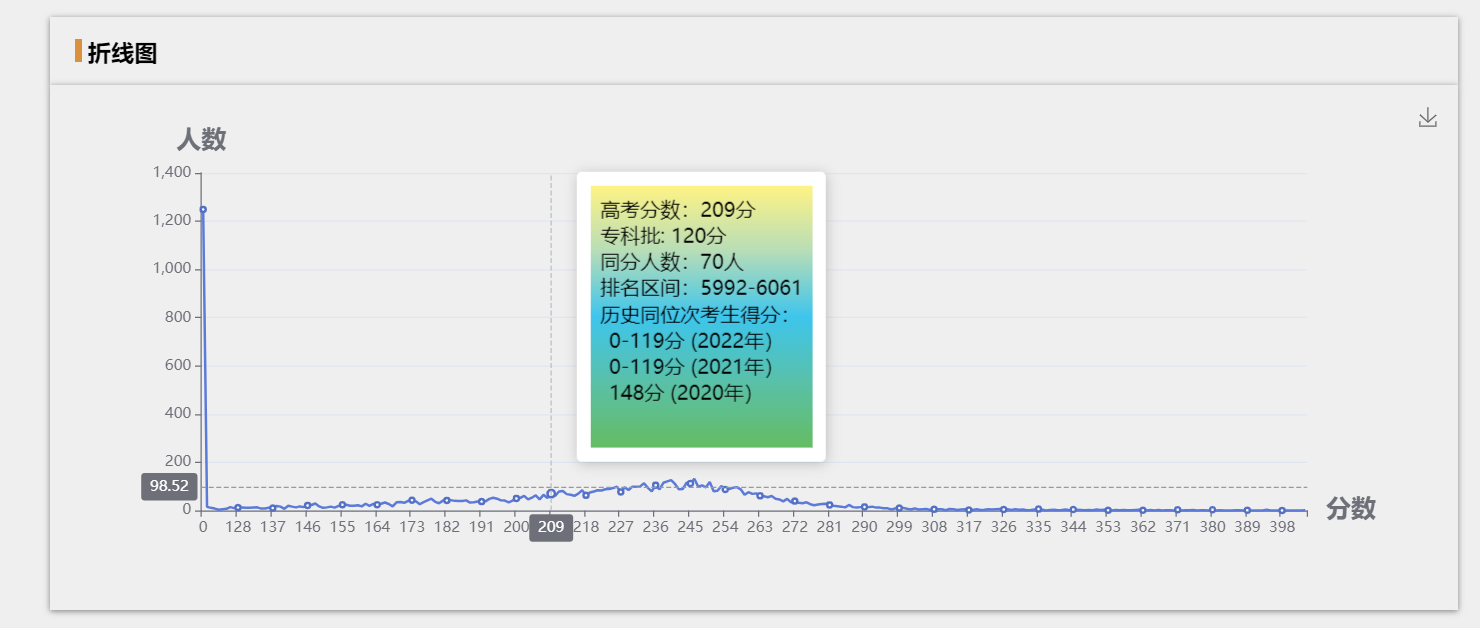 折线图
人数
1,400
1,200
1,000
800
600
400
200
0
98.52
高考分数：209分
专科批: 120分
同分人数：70人
排名区间：5992-6061
历史同位次考生得分：
0-119分 (2022年)
0-119分 (2021年)
148分 (2020年)
0 128 137 146 155 164 173 182 191 200 209 218 227 236 245 254 263 272 281 290 299 308 317 326 335 344 353 362 371 380 389 398
分数